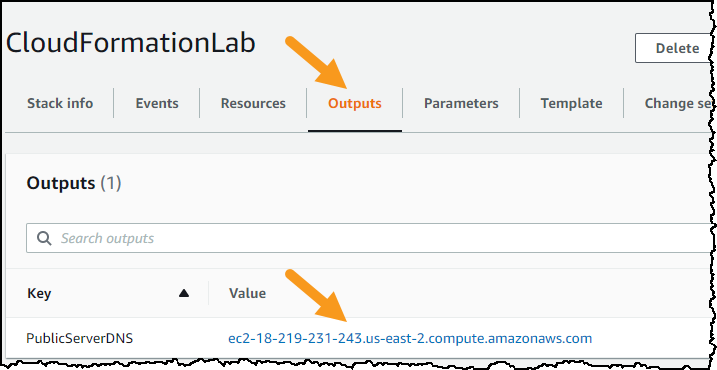 CloudFormationLab
Delete
Stack info Events Resources Outputs Parameters Template Change se
Outputs (1)
Search outputs
Key Value
PublicServerDNS ec2-18-219-231-243.us-east-2.compute.amazonaws.com